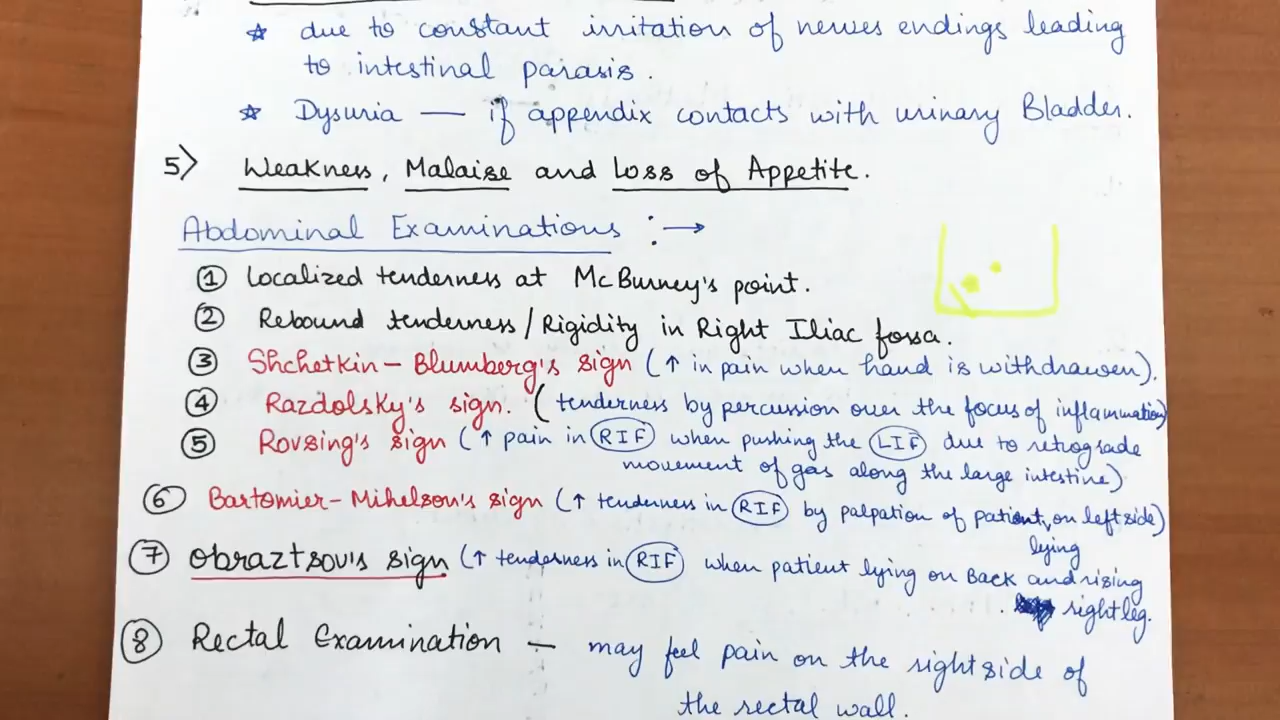 ☆ due to constant irritation of nerves endings leading
to intestinal parasis.
☆ Dysuria — if appendix contacts with urinary Bladder.
5) Weakness, Malaise and Loss of Appetite.
Abdominal Examinations :→
① Localized tenderness at McBurney's point.
② Rebound tenderness/Rigidity in Right Iliac fossa.
③ Shchetkin-Blumberg's sign (↑ in pain when hand is withdrawen).
④ Razdolsky's sign. (tenderness by percussion over the focus of inflammation)
⑤ Rovsing's sign (↑ pain in RIF when pushing the LIF due to retrogade
movement of gas along the large intestine)
⑥ Bartomier-Mihelson's sign (↑ tenderness in RIF by palpation of patient lying on left side)
⑦ Obraztsov's sign (↑ tenderness in RIF when patient lying on Back and rising
right leg.
⑧ Rectal Examination — may feel pain on the right side of
the rectal wall.